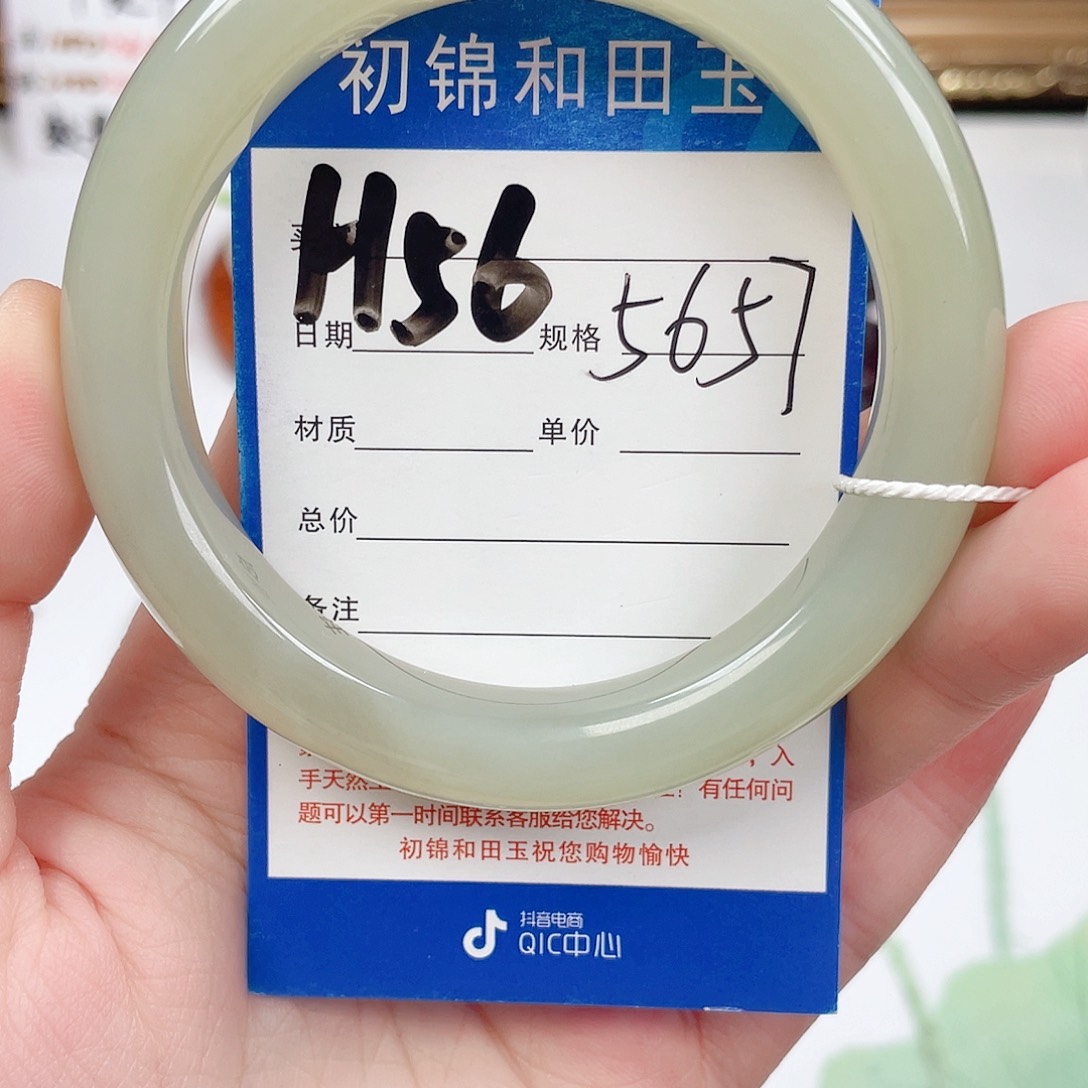 初锦和田玉
H56
日期 规格 5657
材质 单价
总价
备注
，入
手天然 有任何问
题可以第一时间联系客服给您解决。
初锦和田玉祝您购物愉快
抖音电商
QIC中心